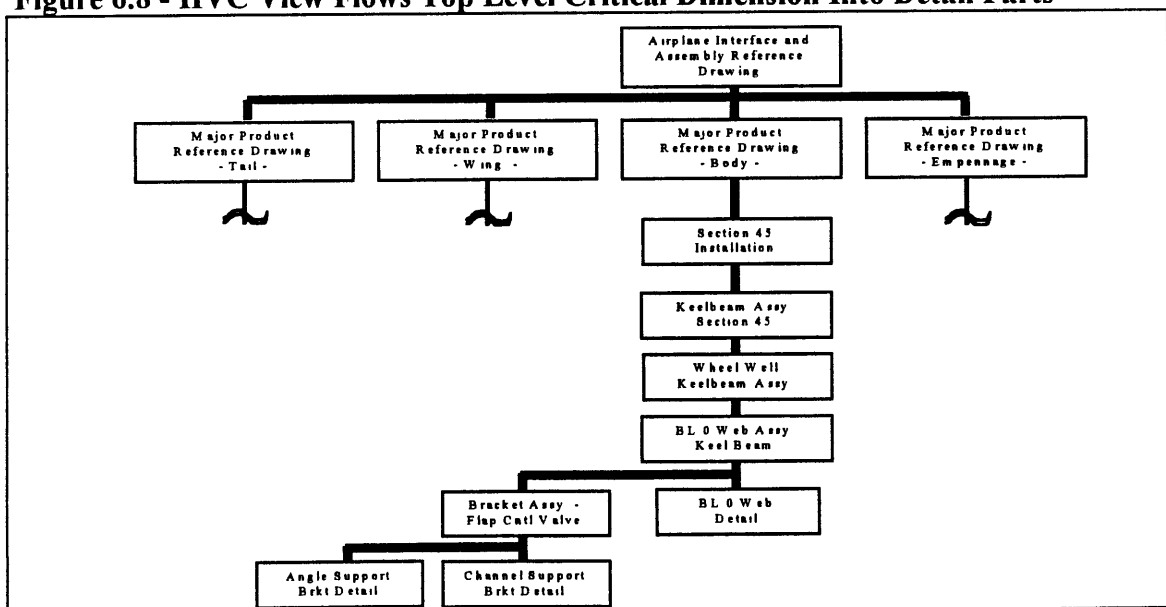 Figure 6.8 - HVC View Flows Top Level Critical Dimension Into Detail Parts
Airplane Interface and
Assembly Reference
Drawing
Major Product
Reference Drawing
- Tail -
Major Product
Reference Drawing
- Wing -
Major Product
Reference Drawing
- Body -
Major Product
Reference Drawing
- Empennage -
Section 45
Installation
Keelbeam Assy
Section 45
Wheel Well
Keelbeam Assy
BL 0 Web Assy
Keel Beam
Bracket Assy -
Flap Cntl Valve
BL 0 Web
Detail
Angle Support
Brkt Detail
Channel Support
Brkt Detail